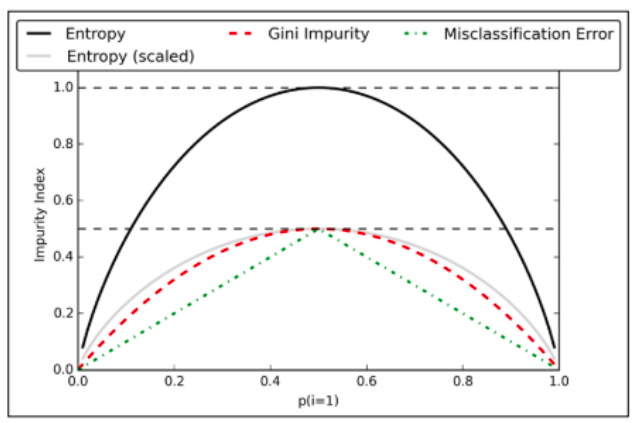 Entropy
Gini Impurity
Misclassification Error
Entropy (scaled)
1.0
0.8
0.6
0.4
0.2
0.0
Impurity Index
0.0 0.2 0.4 0.6 0.8 1.0
p(i=1)